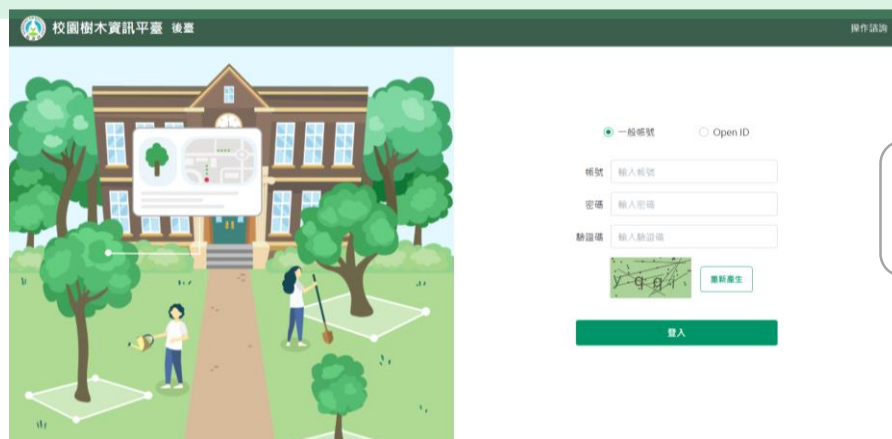 校園樹木資訊平臺 後臺
操作諮詢
一般帳號
Open ID
帳號 輸入帳號
密碼 輸入密碼
驗證碼 輸入驗證碼
重新產生
登入